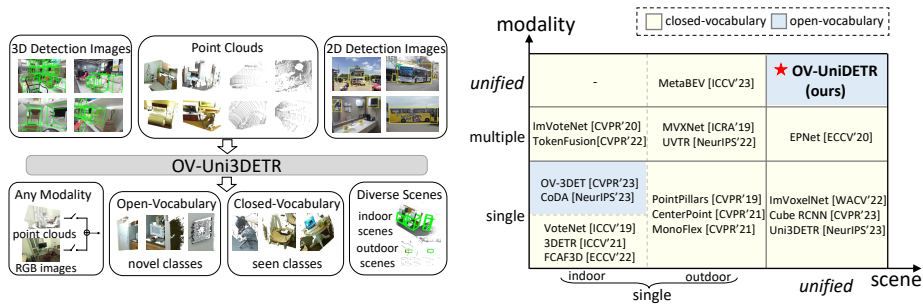 3D Detection Images
Point Clouds
2D Detection Images
OV-Uni3DETR
Any Modality
point clouds
RGB images
Open-Vocabulary
novel classes
Closed-Vocabulary
seen classes
Diverse Scenes
indoor
scenes
outdoor
scenes
modality
closed-vocabulary
open-vocabulary
unified
-
MetaBEV [ICCV'23]
★ OV-UniDETR
(ours)
multiple
ImVoteNet [CVPR'20]
TokenFusion[CVPR'22]
MVXNet [ICRA'19]
UVTR [NeurIPS'22]
EPNet [ECCV'20]
single
OV-3DET [CVPR'23]
CoDA [NeurIPS'23]
VoteNet [ICCV'19]
3DETR [ICCV'21]
FCAF3D [ECCV'22]
PointPillars [CVPR'19]
CenterPoint [CVPR'21]
MonoFlex [CVPR'21]
ImVoxelNet [WACV'22]
Cube RCNN [CVPR'23]
Uni3DETR [NeurIPS'23]
indoor
outdoor
single
unified
scene